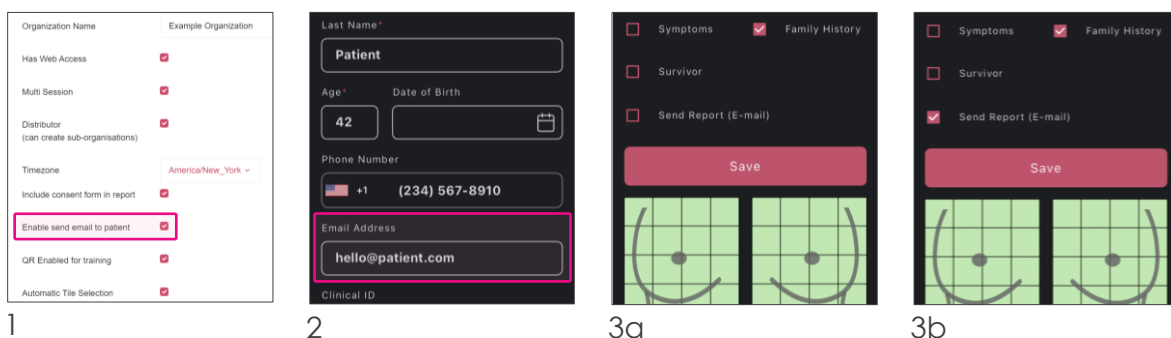 Organization Name Example Organization
Has Web Access
Multi Session
Distributor
(can create sub-organisations)
Timezone America/New_York
Include consent form in report
Enable send email to patient
QR Enabled for training
Automatic Tile Selection
1
Last Name*
Patient
Age* Date of Birth
42
Phone Number
+1 (234) 567-8910
Email Address
hello@patient.com
Clinical ID
2
Symptoms Family History
Survivor
Send Report (E-mail)
Save
3a
Symptoms Family History
Survivor
Send Report (E-mail)
Save
3b